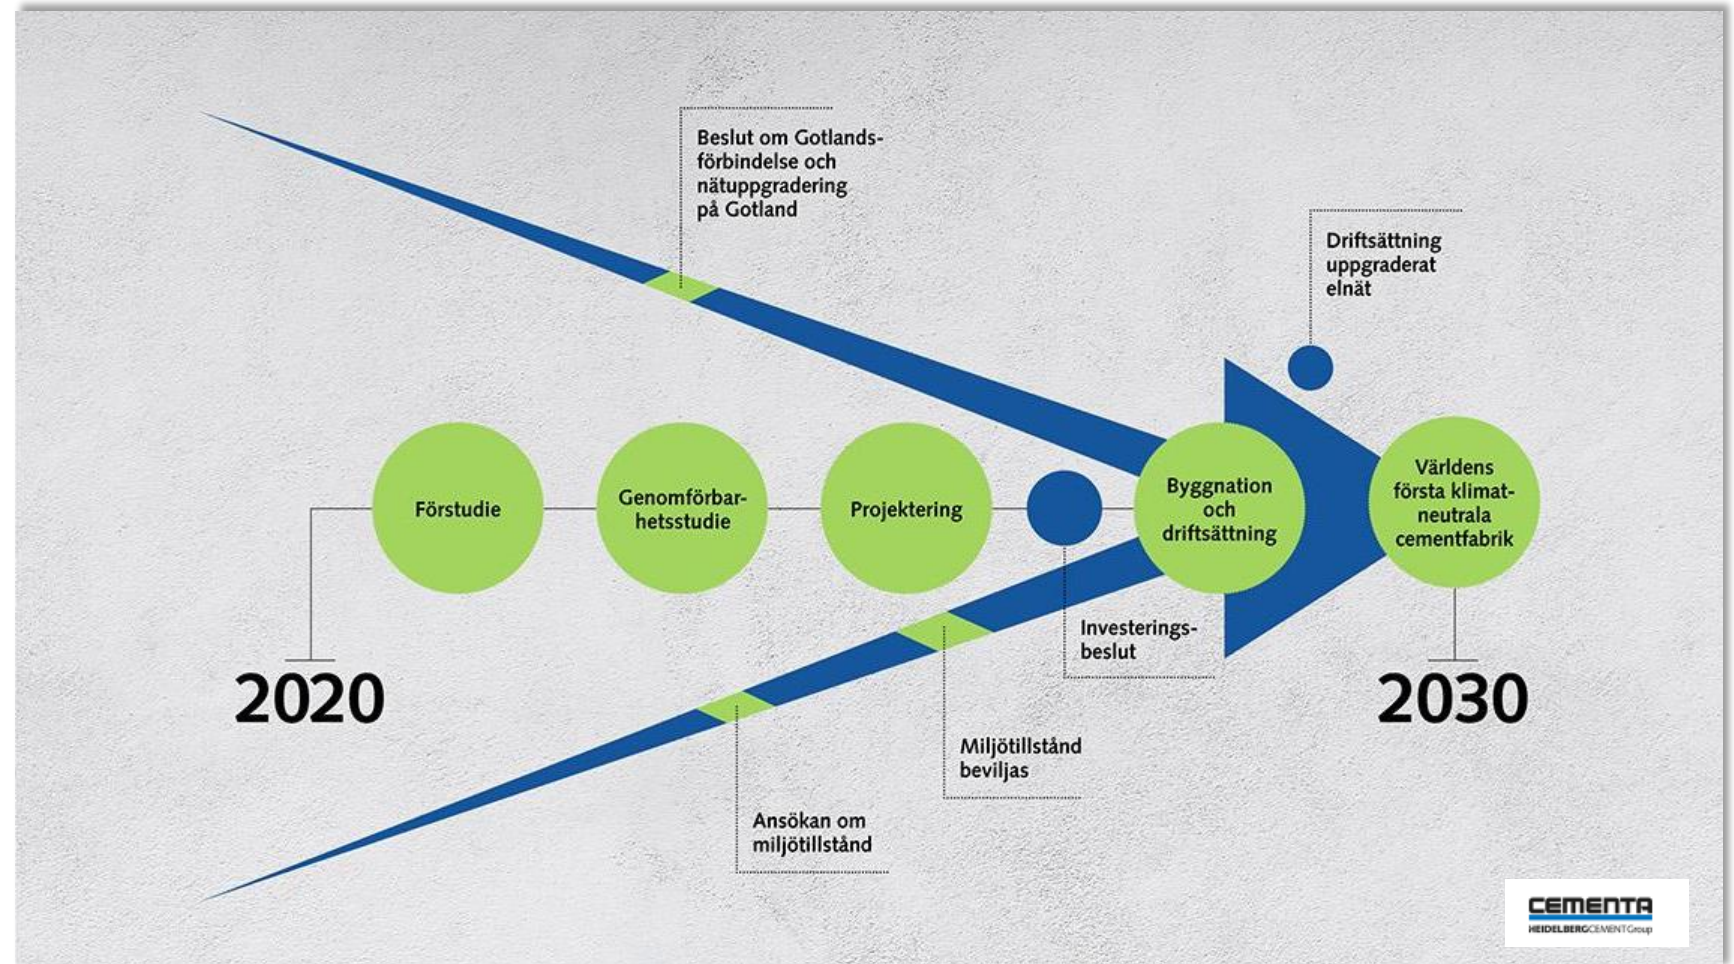 Beslut om Gotlands-
förbindelse och
nätuppgradering
på Gotland
Driftsättning
uppgraderat
elnät
Förstudie
Genomförbar-
hetsstudie
Projektering
Byggnation
och
driftsättning
Världens
första klimat-
neutrala
cementfabrik
Investerings-
beslut
2020
2030
Miljötillstånd
beviljas
Ansökan om
miljötillstånd
CEMENTA
HEIDELBERGCEMENT Group